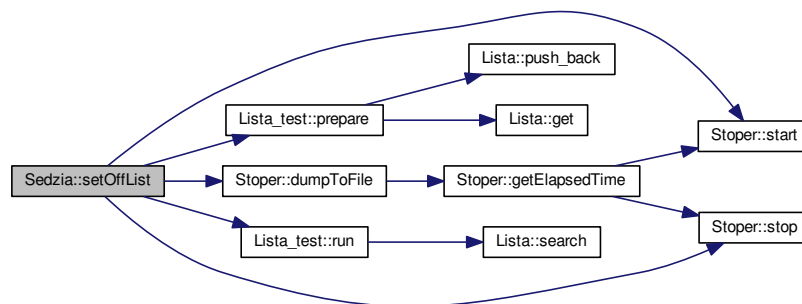 Lista::push_back
Lista_test::prepare
Lista::get
Stoper::start
Sedzia::setOffList
Stoper::dumpToFile
Stoper::getElapsedTime
Stoper::stop
Lista_test::run
Lista::search